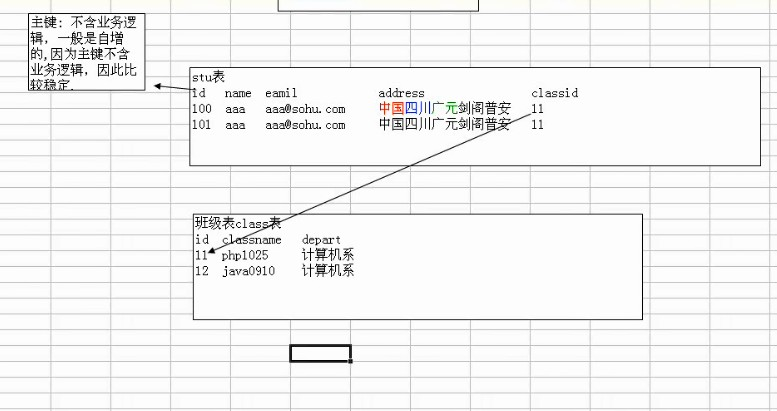 主键: 不含业务逻
辑, 一般是自增
的,因为主键不含
业务逻辑, 因此比
较稳定.
stu表
id name eamil address classid
100 aaa aaa@sohu.com 中国四川广元剑阁普安 11
101 aaa aaa@sohu.com 中国四川广元剑阁普安 11
班级表class表
id classname depart
11 php1025 计算机系
12 java0910 计算机系